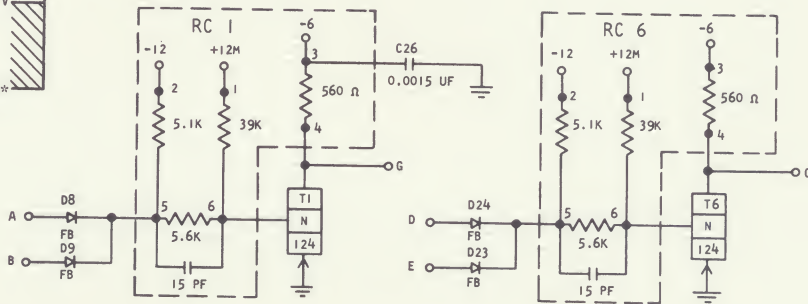 V
*
RC 1
-12
+12M
-6
3
C26
0.0015 UF
2
1
560 Ω
5.1K
39K
4
G
T1
N
124
A
D8
FB
B
D9
FB
5
6
5.6K
15 PF
RC 6
-12
+12M
-6
3
2
1
560 Ω
5.1K
39K
4
T6
N
124
D
D24
FB
E
D23
FB
5
6
5.6K
15 PF